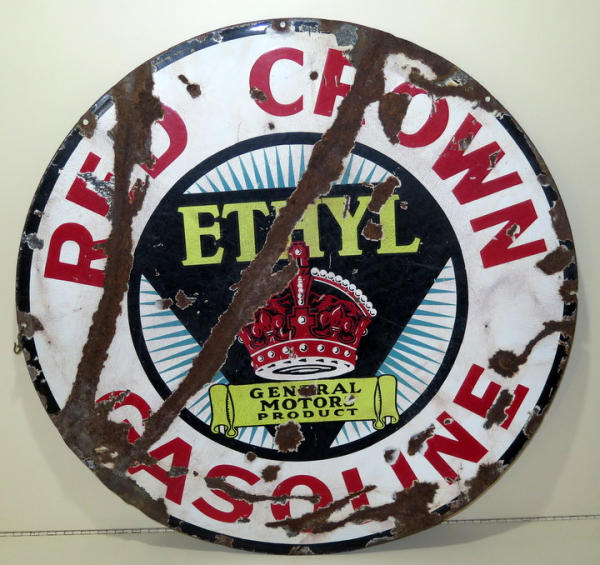 RED CROWN
ETHYL
GENERAL
MOTORS
PRODUCT
GASOLINE